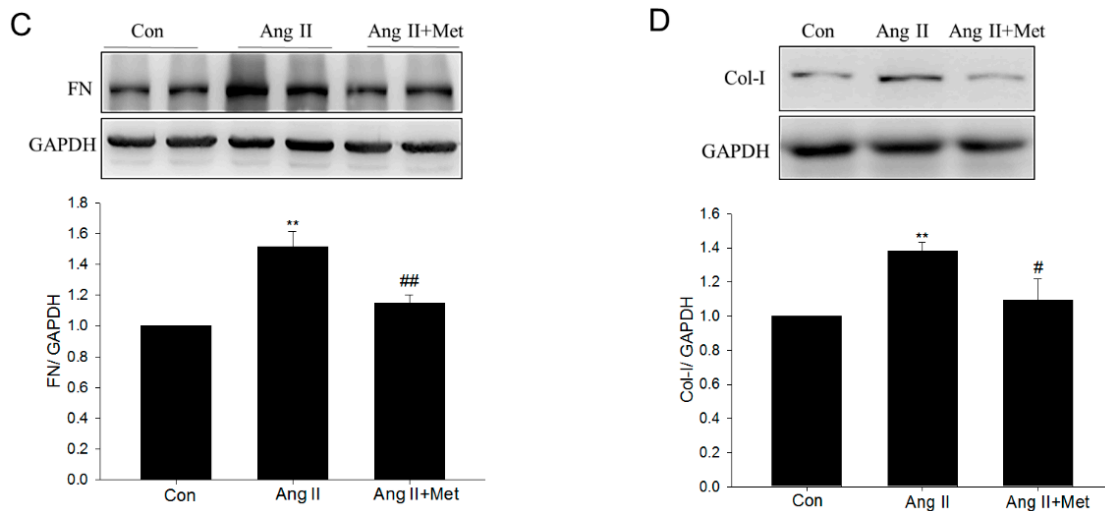 C
Con Ang II Ang II+Met
FN
GAPDH
1.8
1.6
1.4
1.2
1.0
0.8
0.6
0.4
0.2
0.0
FN/ GAPDH
**
##
Con Ang II Ang II+Met
D
Con Ang II Ang II+Met
Col-I
GAPDH
1.6
1.4
1.2
1.0
0.8
0.6
0.4
0.2
0.0
Col-I/ GAPDH
**
#
Con Ang II Ang II+Met